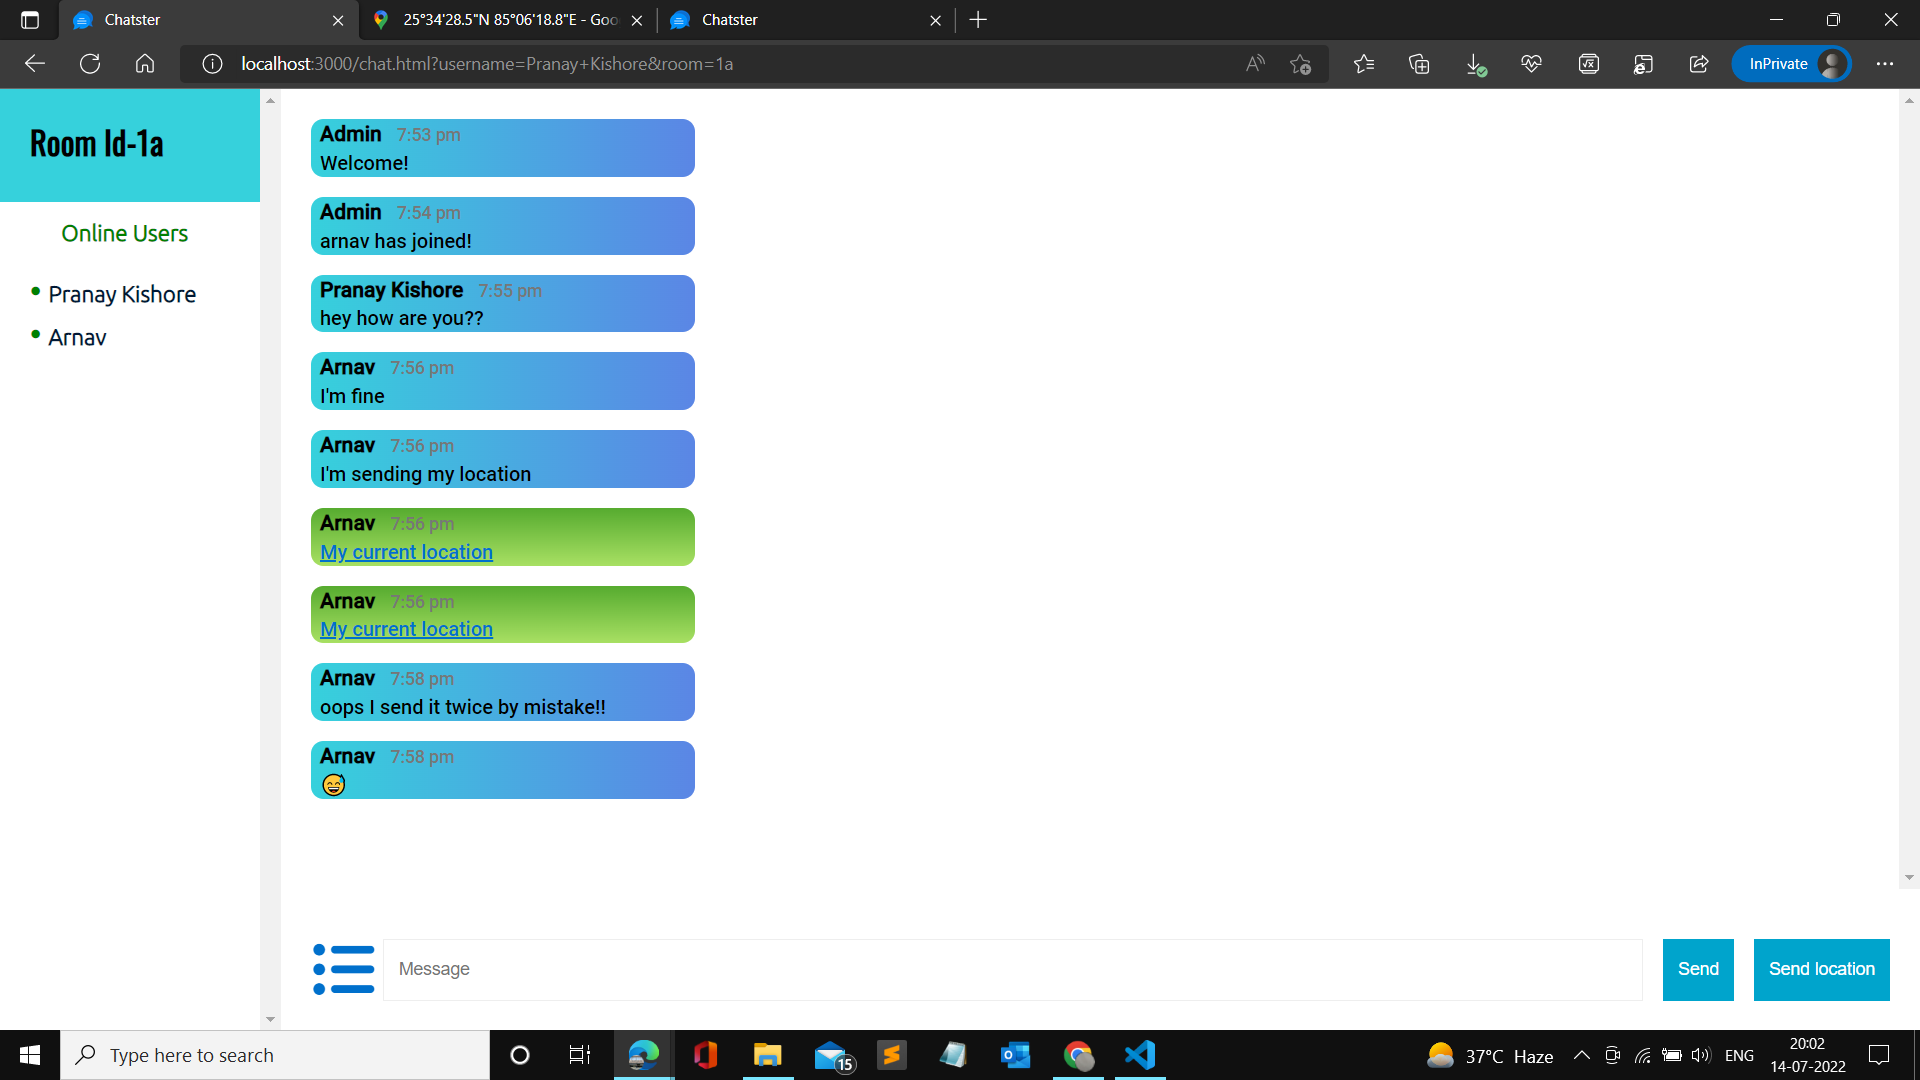 Chatster
25°34'28.5"N 85°06'18.8"E - Goo
Chatster
localhost:3000/chat.html?username=Pranay+Kishore&room=1a
InPrivate
Room Id-1a
Online Users
Pranay Kishore
Arnav
Admin 7:53 pm
Welcome!
Admin 7:54 pm
arnav has joined!
Pranay Kishore 7:55 pm
hey how are you??
Arnav 7:56 pm
I'm fine
Arnav 7:56 pm
I'm sending my location
Arnav 7:56 pm
My current location
Arnav 7:56 pm
My current location
Arnav 7:58 pm
oops I send it twice by mistake!!
Arnav 7:58 pm
😅
Message
Send
Send location
Type here to search
15
37°C Haze
ENG
20:02
14-07-2022